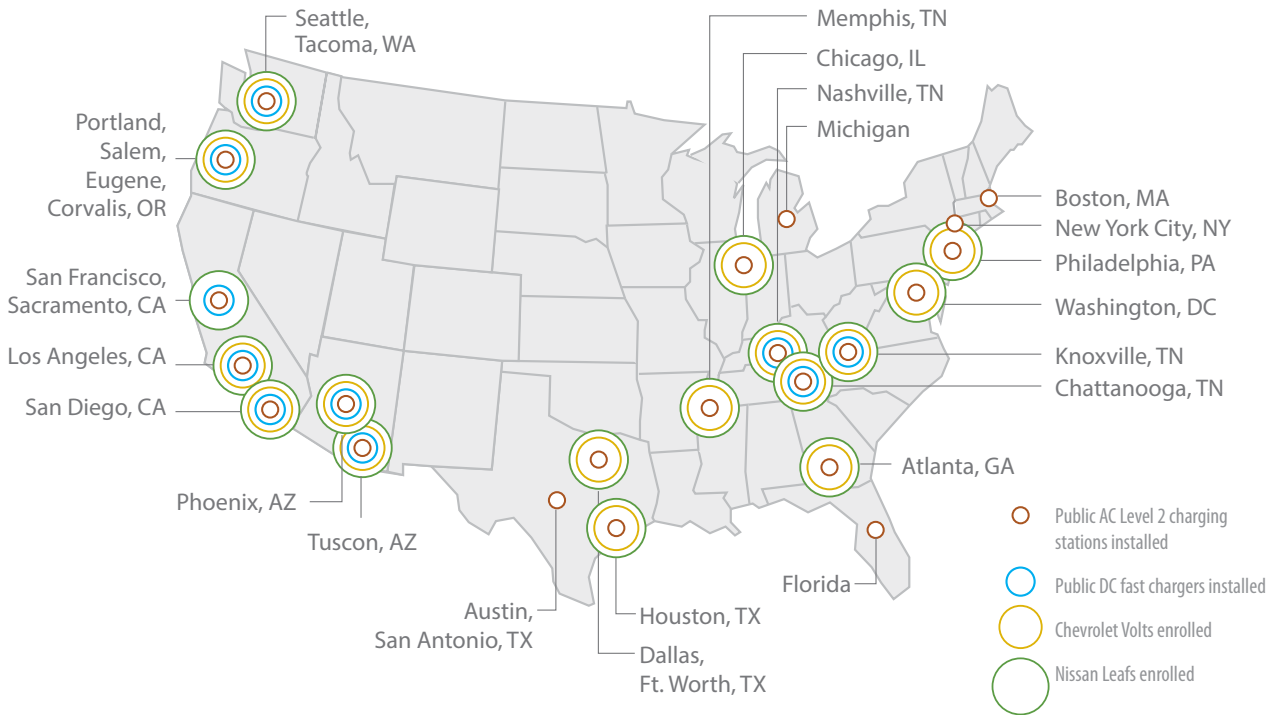 Seattle,
Tacoma, WA
Portland,
Salem,
Eugene,
Corvalis, OR
San Francisco,
Sacramento, CA
Los Angeles, CA
San Diego, CA
Phoenix, AZ
Tuscon, AZ
Austin,
San Antonio, TX
Houston, TX
Dallas,
Ft. Worth, TX
Memphis, TN
Chicago, IL
Nashville, TN
Michigan
Boston, MA
New York City, NY
Philadelphia, PA
Washington, DC
Knoxville, TN
Chattanooga, TN
Atlanta, GA
Florida
Public AC Level 2 charging
stations installed
Public DC fast chargers installed
Chevrolet Volts enrolled
Nissan Leafs enrolled